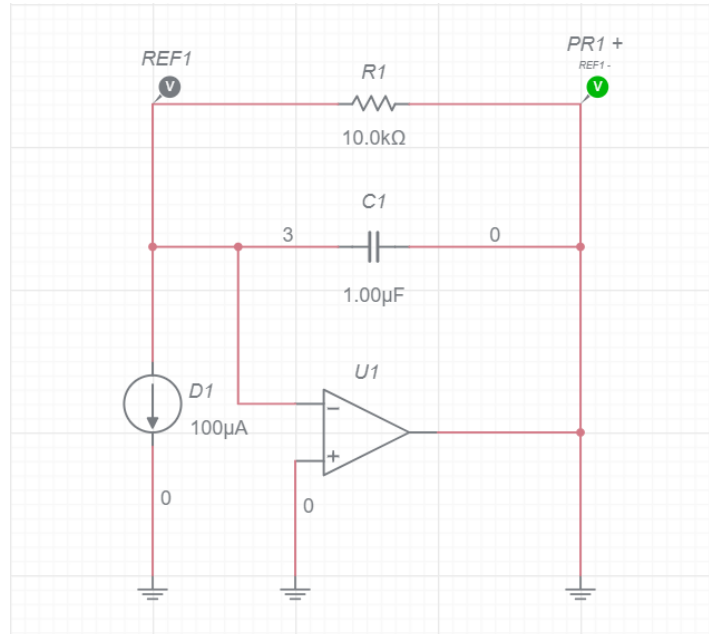 REF1
V
R1
10.0kΩ
PR1 +
REF1 -
V
C1
3
0
1.00µF
D1
100µA
U1
−
+
0
0